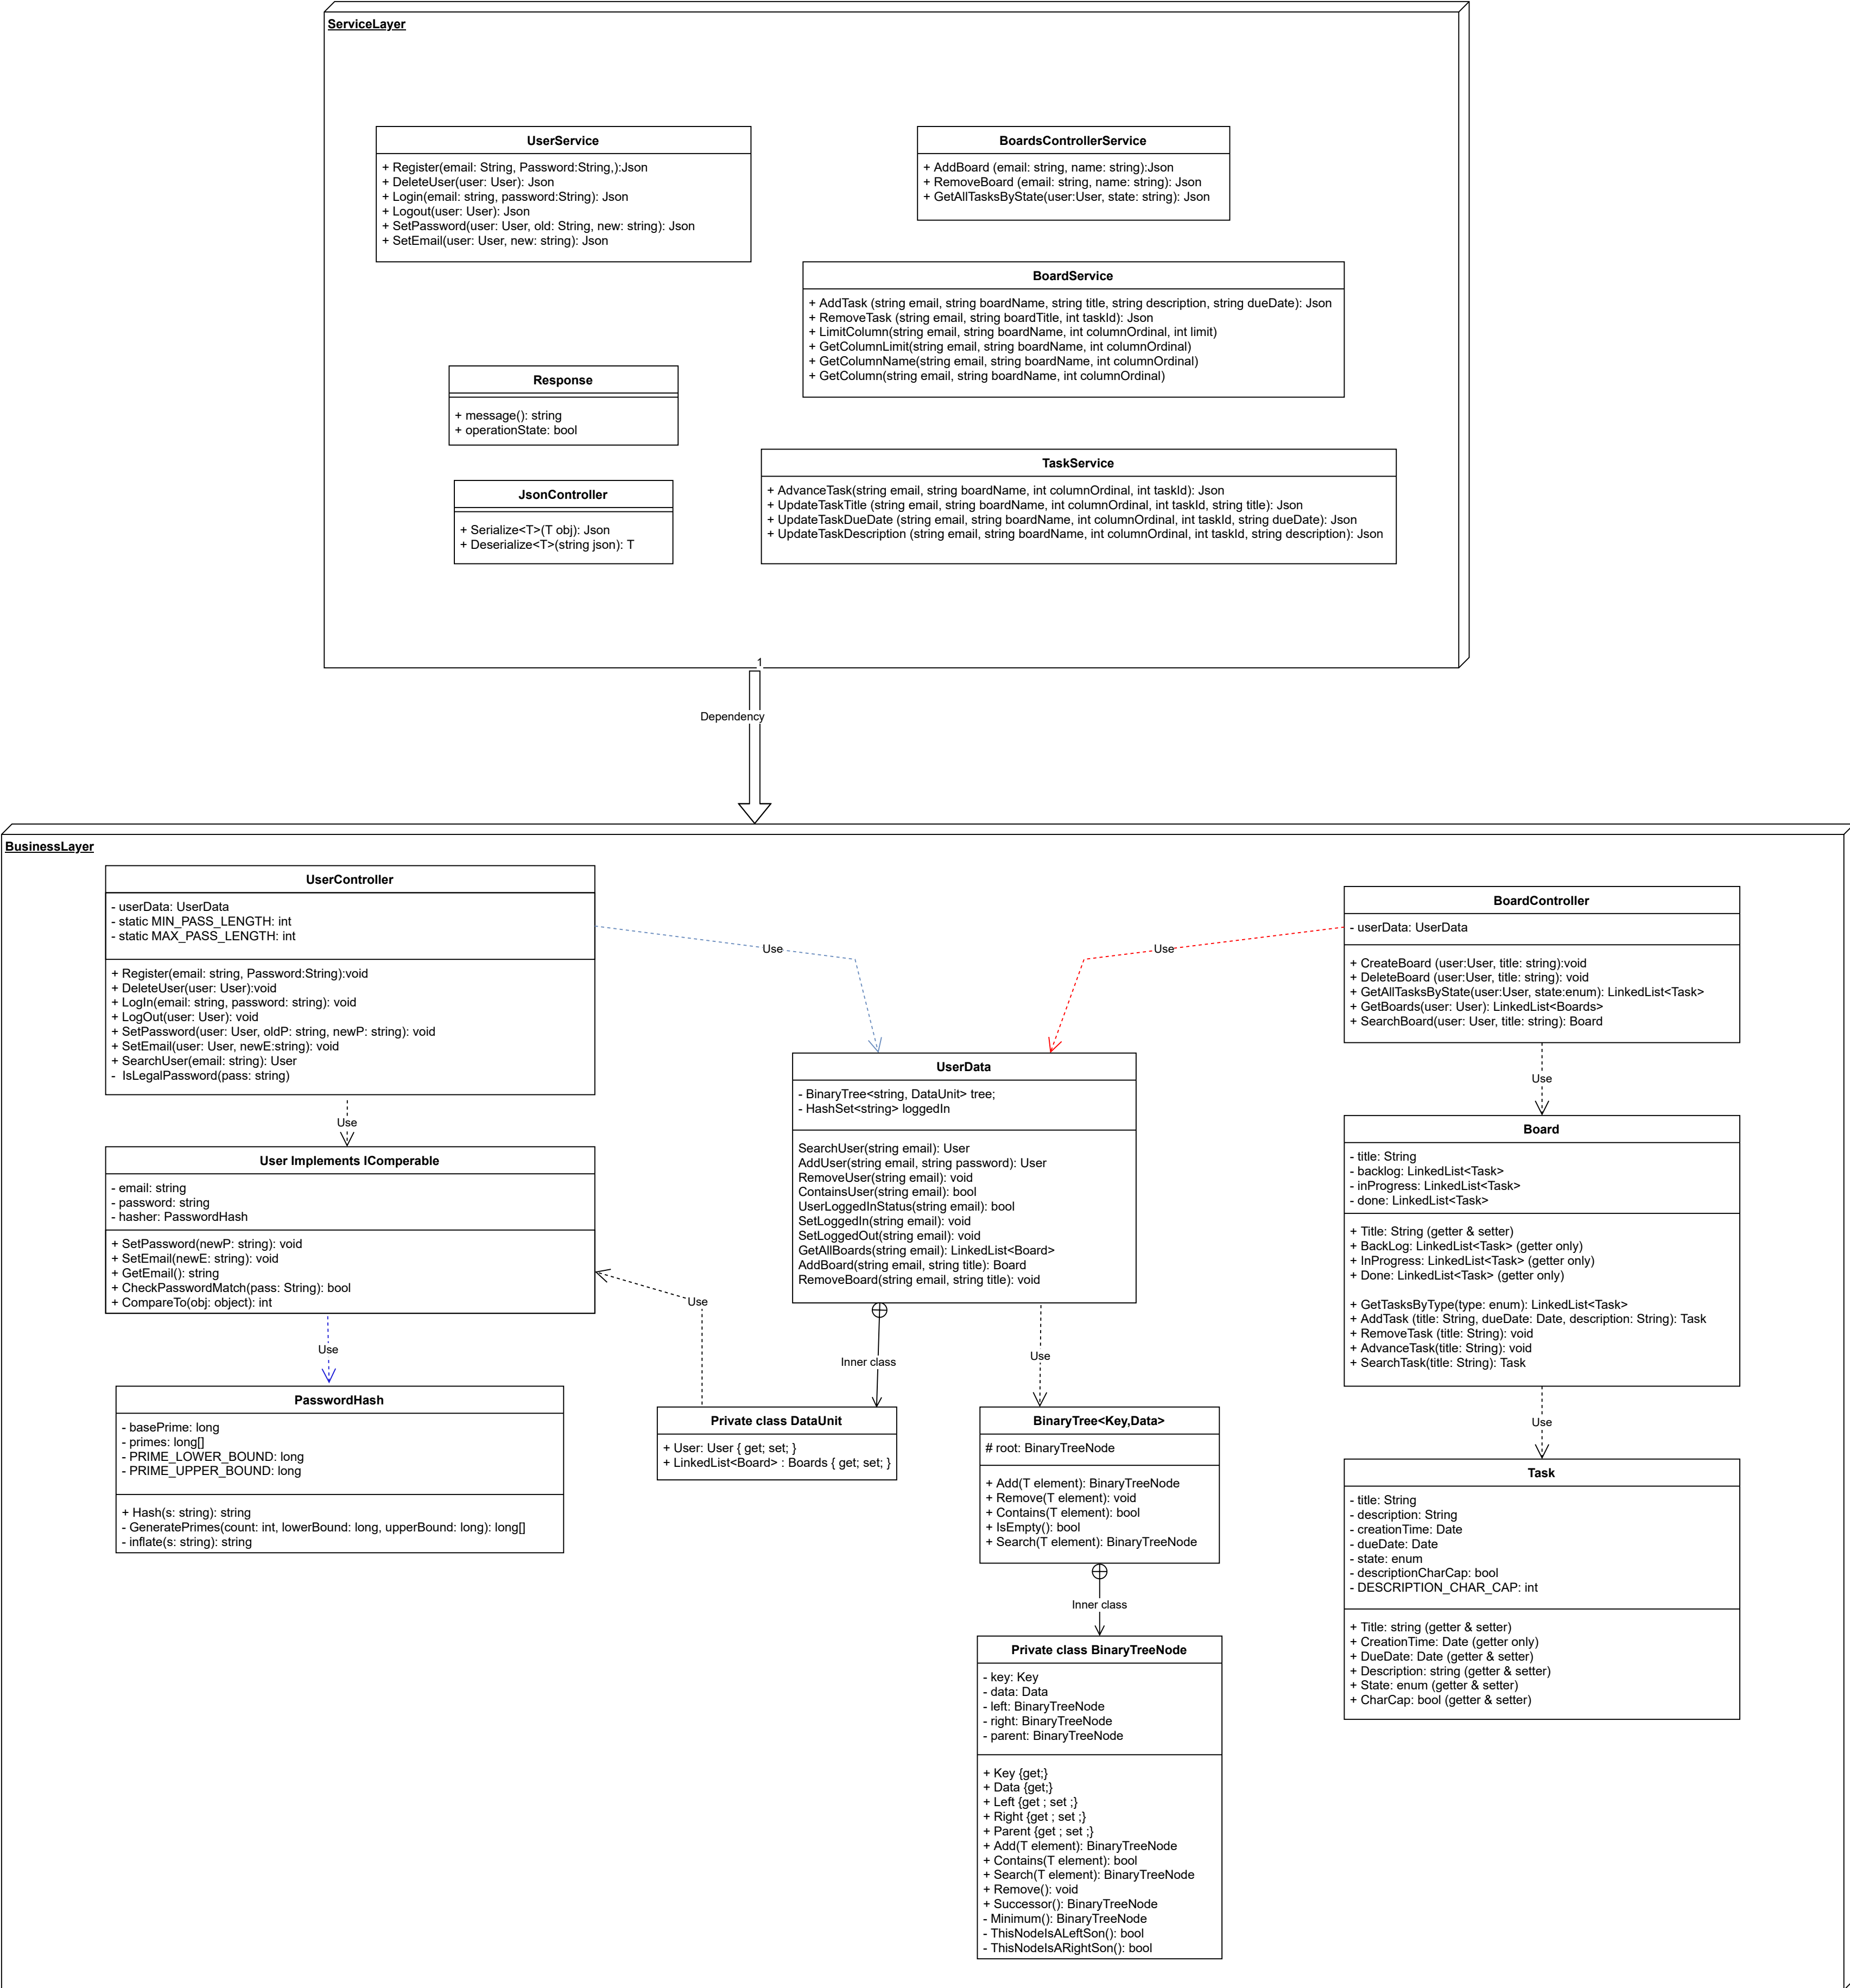 ServiceLayer
UserService
+ Register(email: String, Password:String,):Json
+ DeleteUser(user: User): Json
+ Login(email: string, password:String): Json
+ Logout(user: User): Json
+ SetPassword(user: User, old: String, new: string): Json
+ SetEmail(user: User, new: string): Json
BoardsControllerService
+ AddBoard (email: string, name: string):Json
+ RemoveBoard (email: string, name: string): Json
+ GetAllTasksByState(user:User, state: string): Json
BoardService
+ AddTask (string email, string boardName, string title, string description, string dueDate): Json
+ RemoveTask (string email, string boardTitle, int taskId): Json
+ LimitColumn(string email, string boardName, int columnOrdinal, int limit)
+ GetColumnLimit(string email, string boardName, int columnOrdinal)
+ GetColumnName(string email, string boardName, int columnOrdinal)
+ GetColumn(string email, string boardName, int columnOrdinal)
Response
+ message(): string
+ operationState: bool
TaskService
+ AdvanceTask(string email, string boardName, int columnOrdinal, int taskId): Json
+ UpdateTaskTitle (string email, string boardName, int columnOrdinal, int taskId, string title): Json
+ UpdateTaskDueDate (string email, string boardName, int columnOrdinal, int taskId, string dueDate): Json
+ UpdateTaskDescription (string email, string boardName, int columnOrdinal, int taskId, string description): Json
JsonController
+ Serialize<T>(T obj): Json
+ Deserialize<T>(string json): T
1
Dependency
BusinessLayer
UserController
- userData: UserData
- static MIN_PASS_LENGTH: int
- static MAX_PASS_LENGTH: int
+ Register(email: string, Password:String):void
+ DeleteUser(user: User):void
+ LogIn(email: string, password: string): void
+ LogOut(user: User): void
+ SetPassword(user: User, oldP: string, newP: string): void
+ SetEmail(user: User, newE:string): void
+ SearchUser(email: string): User
- IsLegalPassword(pass: string)
Use
Use
BoardController
- userData: UserData
+ CreateBoard (user:User, title: string):void
+ DeleteBoard (user:User, title: string): void
+ GetAllTasksByState(user:User, state:enum): LinkedList<Task>
+ GetBoards(user: User): LinkedList<Boards>
+ SearchBoard(user: User, title: string): Board
Use
Use
UserData
- BinaryTree<string, DataUnit> tree;
- HashSet<string> loggedIn
SearchUser(string email): User
AddUser(string email, string password): User
RemoveUser(string email): void
ContainsUser(string email): bool
UserLoggedInStatus(string email): bool
SetLoggedIn(string email): void
SetLoggedOut(string email): void
GetAllBoards(string email): LinkedList<Board>
AddBoard(string email, string title): Board
RemoveBoard(string email, string title): void
User Implements IComperable
- email: string
- password: string
- hasher: PasswordHash
+ SetPassword(newP: string): void
+ SetEmail(newE: string): void
+ GetEmail(): string
+ CheckPasswordMatch(pass: String): bool
+ CompareTo(obj: object): int
Board
- title: String
- backlog: LinkedList<Task>
- inProgress: LinkedList<Task>
- done: LinkedList<Task>
+ Title: String (getter & setter)
+ BackLog: LinkedList<Task> (getter only)
+ InProgress: LinkedList<Task> (getter only)
+ Done: LinkedList<Task> (getter only)
+ GetTasksByType(type: enum): LinkedList<Task>
+ AddTask (title: String, dueDate: Date, description: String): Task
+ RemoveTask (title: String): void
+ AdvanceTask(title: String): void
+ SearchTask(title: String): Task
Use
Use
Inner class
Use
Use
PasswordHash
- basePrime: long
- primes: long[]
- PRIME_LOWER_BOUND: long
- PRIME_UPPER_BOUND: long
+ Hash(s: string): string
- GeneratePrimes(count: int, lowerBound: long, upperBound: long): long[]
- inflate(s: string): string
Private class DataUnit
+ User: User { get; set; }
+ LinkedList<Board> : Boards { get; set; }
BinaryTree<Key,Data>
# root: BinaryTreeNode
+ Add(T element): BinaryTreeNode
+ Remove(T element): void
+ Contains(T element): bool
+ IsEmpty(): bool
+ Search(T element): BinaryTreeNode
Inner class
Task
- title: String
- description: String
- creationTime: Date
- dueDate: Date
- state: enum
- descriptionCharCap: bool
- DESCRIPTION_CHAR_CAP: int
+ Title: string (getter & setter)
+ CreationTime: Date (getter only)
+ DueDate: Date (getter & setter)
+ Description: string (getter & setter)
+ State: enum (getter & setter)
+ CharCap: bool (getter & setter)
Private class BinaryTreeNode
- key: Key
- data: Data
- left: BinaryTreeNode
- right: BinaryTreeNode
- parent: BinaryTreeNode
+ Key {get;}
+ Data {get;}
+ Left {get ; set ;}
+ Right {get ; set ;}
+ Parent {get ; set ;}
+ Add(T element): BinaryTreeNode
+ Contains(T element): bool
+ Search(T element): BinaryTreeNode
+ Remove(): void
+ Successor(): BinaryTreeNode
- Minimum(): BinaryTreeNode
- ThisNodeIsALeftSon(): bool
- ThisNodeIsARightSon(): bool